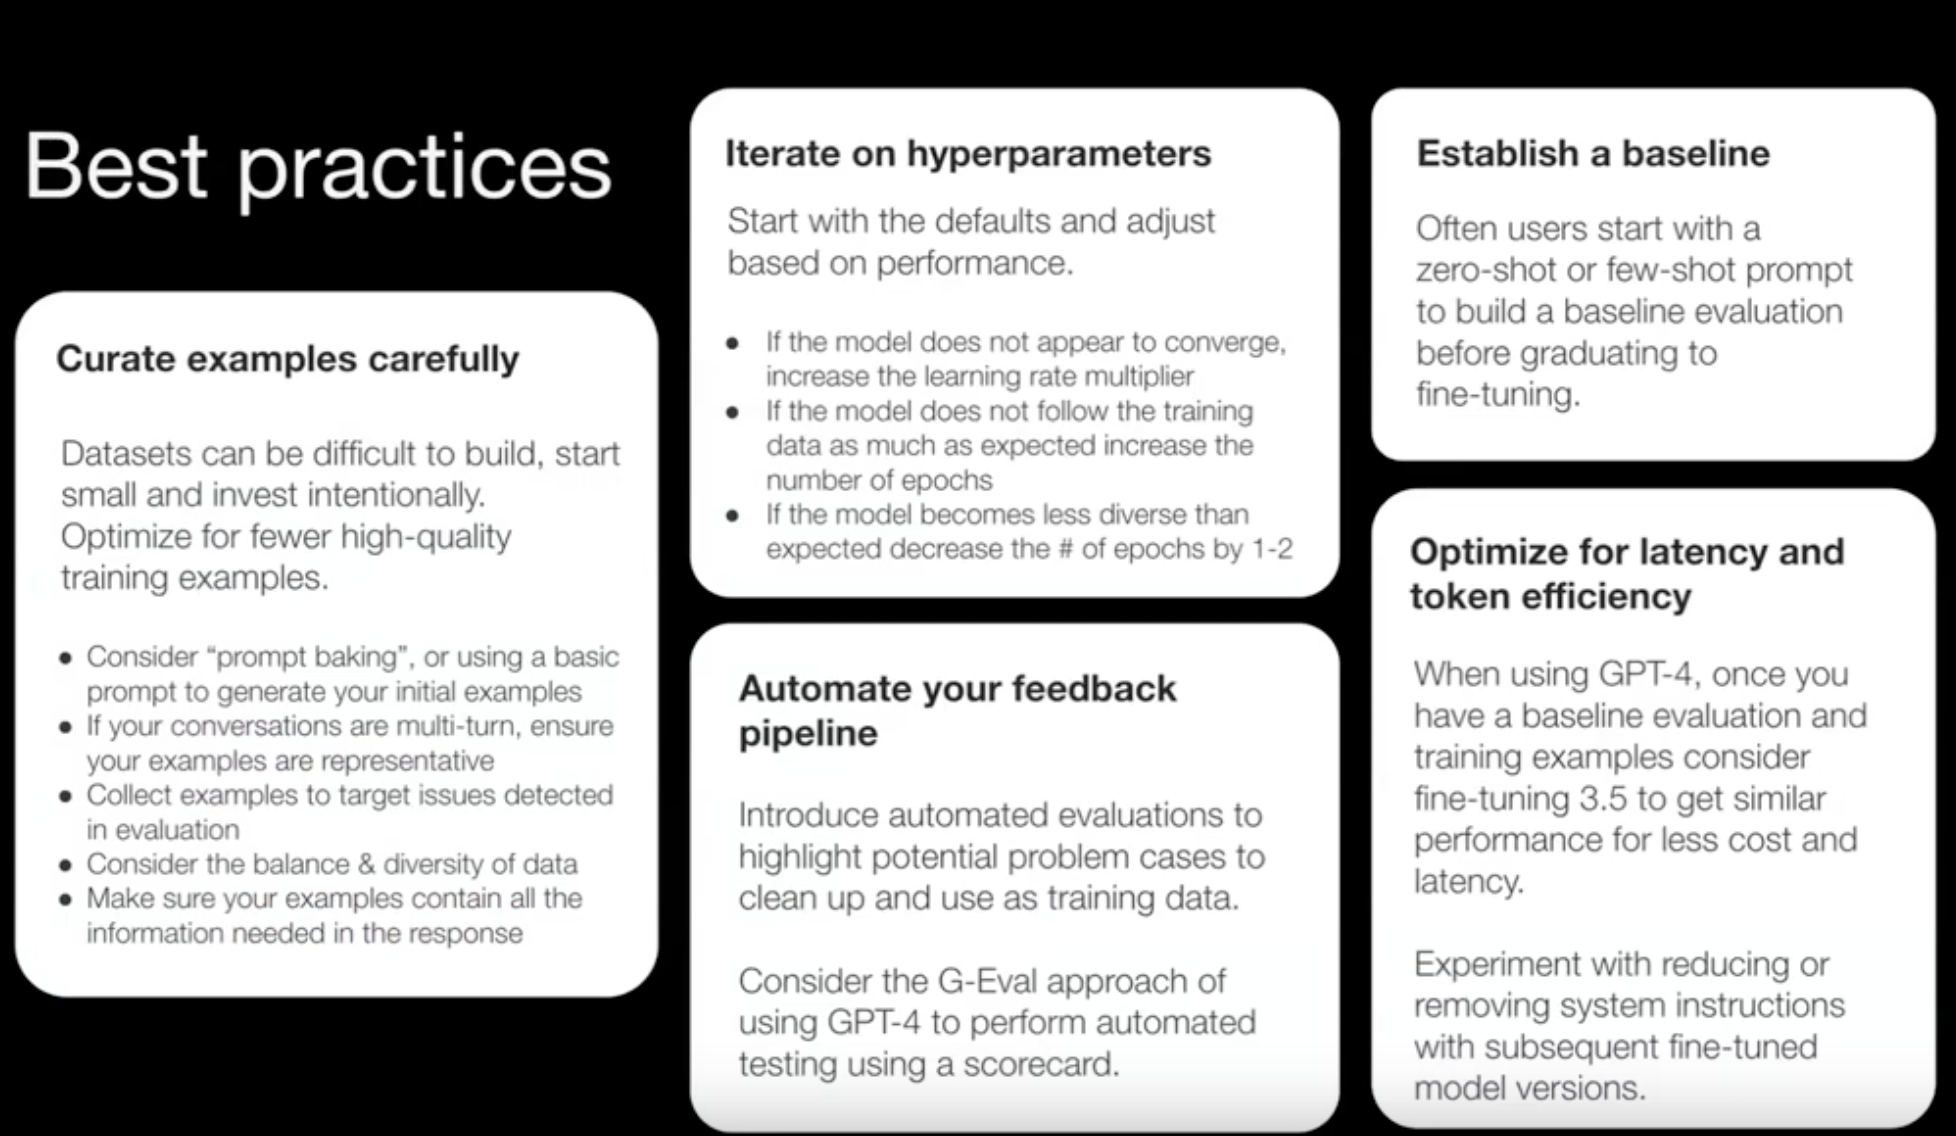 Best practices
Curate examples carefully
Datasets can be difficult to build, start
small and invest intentionally.
Optimize for fewer high-quality
training examples.
● Consider “prompt baking”, or using a basic
prompt to generate your initial examples
● If your conversations are multi-turn, ensure
your examples are representative
● Collect examples to target issues detected
in evaluation
● Consider the balance & diversity of data
● Make sure your examples contain all the
information needed in the response
Iterate on hyperparameters
Start with the defaults and adjust
based on performance.
● If the model does not appear to converge,
increase the learning rate multiplier
● If the model does not follow the training
data as much as expected increase the
number of epochs
● If the model becomes less diverse than
expected decrease the # of epochs by 1-2
Automate your feedback
pipeline
Introduce automated evaluations to
highlight potential problem cases to
clean up and use as training data.
Consider the G-Eval approach of
using GPT-4 to perform automated
testing using a scorecard.
Establish a baseline
Often users start with a
zero-shot or few-shot prompt
to build a baseline evaluation
before graduating to
fine-tuning.
Optimize for latency and
token efficiency
When using GPT-4, once you
have a baseline evaluation and
training examples consider
fine-tuning 3.5 to get similar
performance for less cost and
latency.
Experiment with reducing or
removing system instructions
with subsequent fine-tuned
model versions.